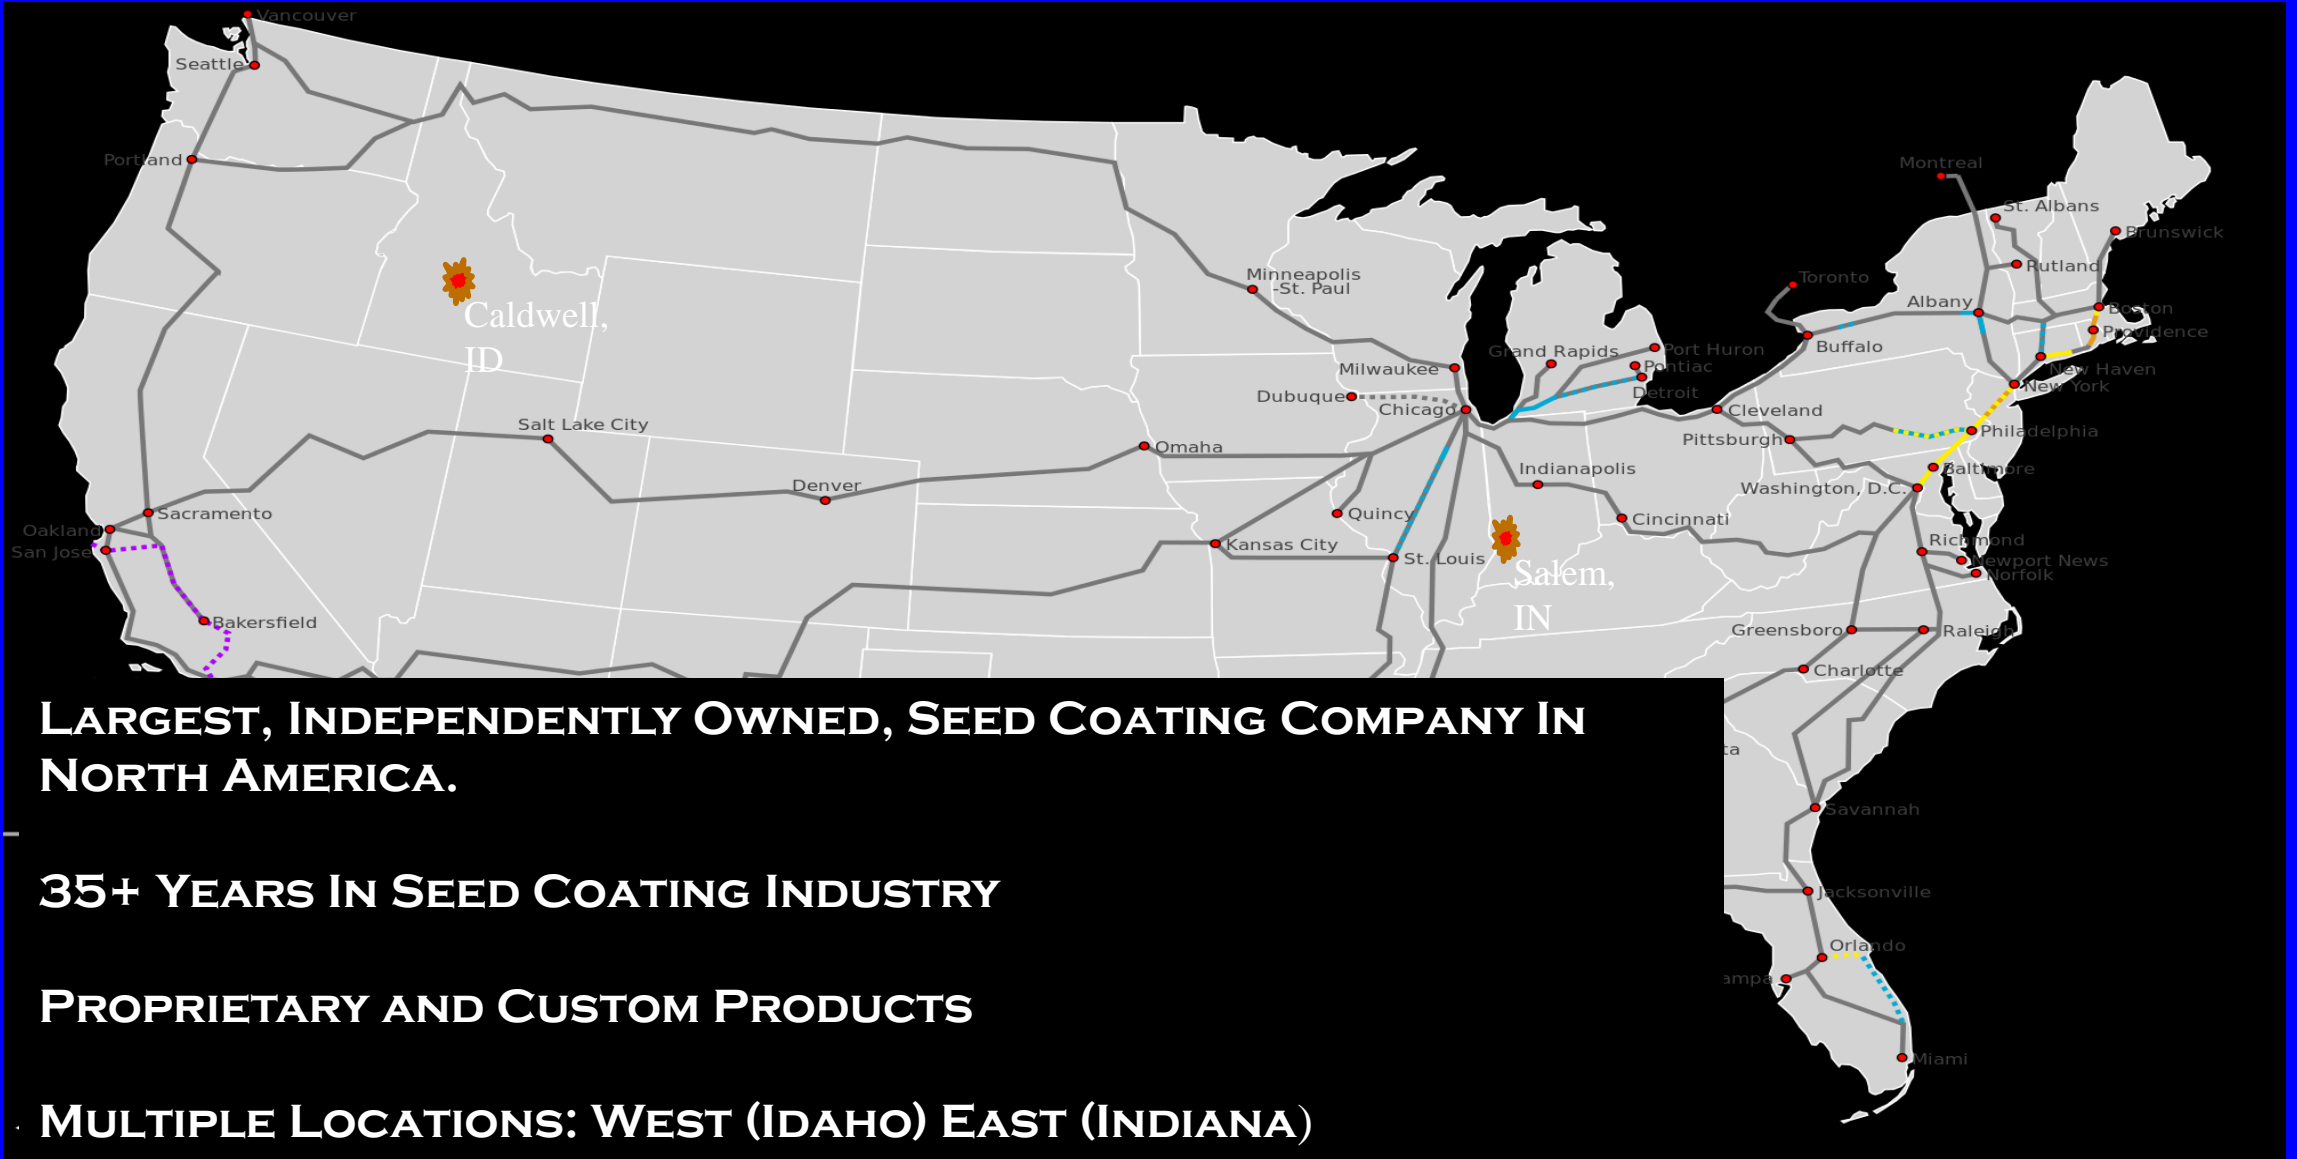 Vancouver
Seattle
Portland
Montreal
St. Albans
Brunswick
Rutland
Toronto
Albany
Boston
Providence
Buffalo
New Haven
New York
Minneapolis
-St. Paul
Caldwell,
ID
Milwaukee
Grand Rapids
Port Huron
Pontiac
Detroit
Dubuque
Chicago
Cleveland
Salt Lake City
Omaha
Pittsburgh
Philadelphia
Indianapolis
Baltimore
Denver
Washington, D.C.
Sacramento
Quincy
Cincinnati
Oakland
San Jose
Kansas City
St. Louis
Richmond
Newport News
Norfolk
Salem,
IN
Bakersfield
Greensboro
Raleigh
Charlotte
Largest, Independently Owned, Seed Coating Company In
North America.
ta
Savannah
35+ Years In Seed Coating Industry
Jacksonville
Orlando
ampa
Proprietary and Custom Products
Miami
Multiple Locations: West (Idaho) East (Indiana)